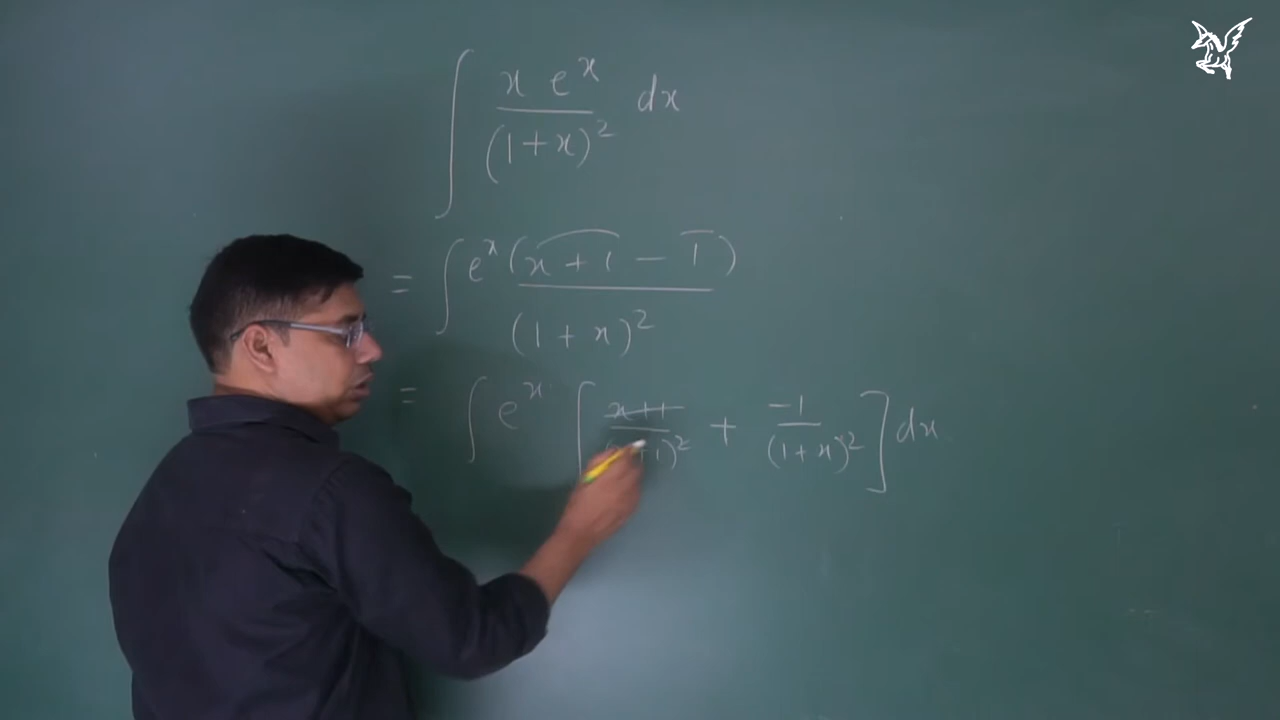 ∫ x e^x / (1+x)^2 dx
= ∫ e^x (x + 1 − 1) / (1 + x)^2
= ∫ e^x [ x+1 / +1)^2 + −1 / (1+x)^2 ] dx